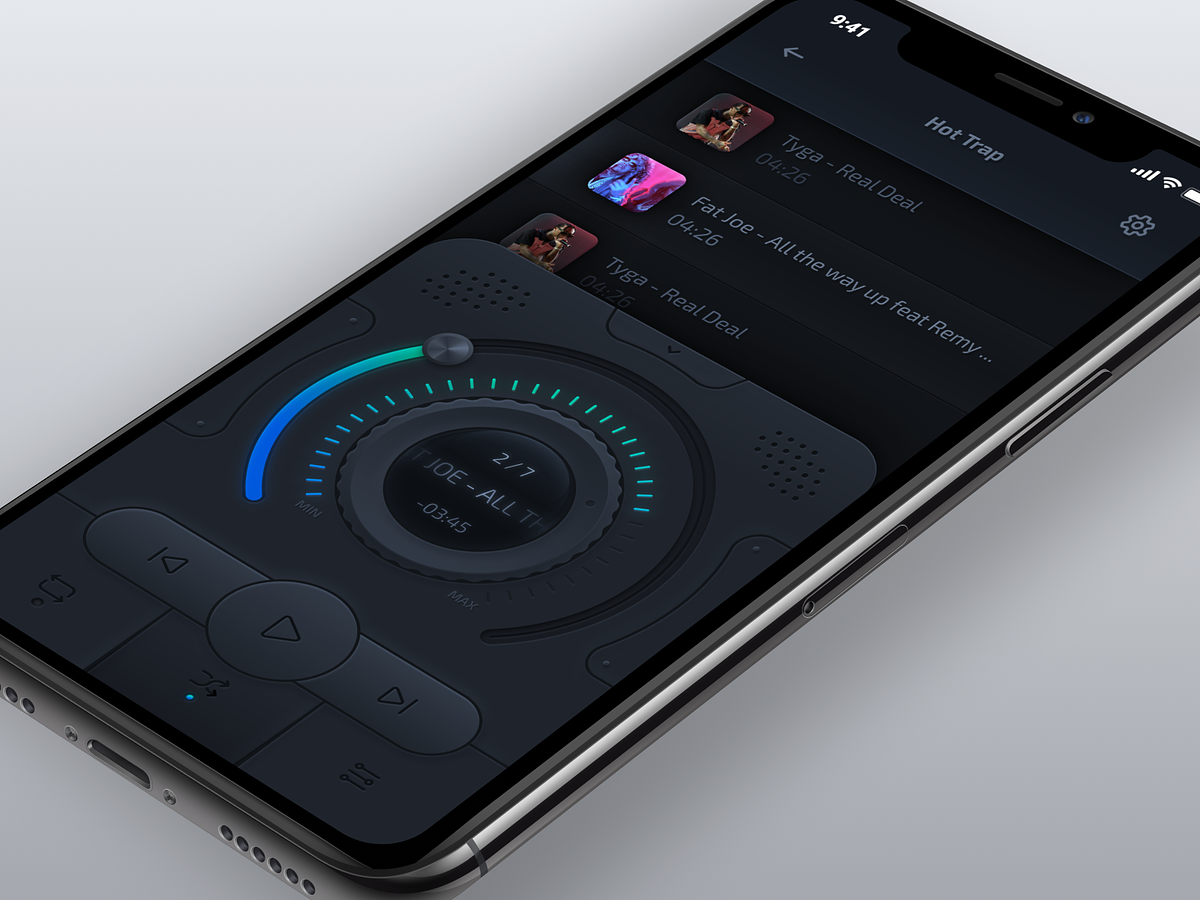 9:41
Hot Trap
Tyga - Real Deal
04:26
Fat Joe - All the way up feat Remy...
04:26
Tyga - Real Deal
04:26
2 / 7
T JOE - ALL TH
-03:45
MIN
MAX